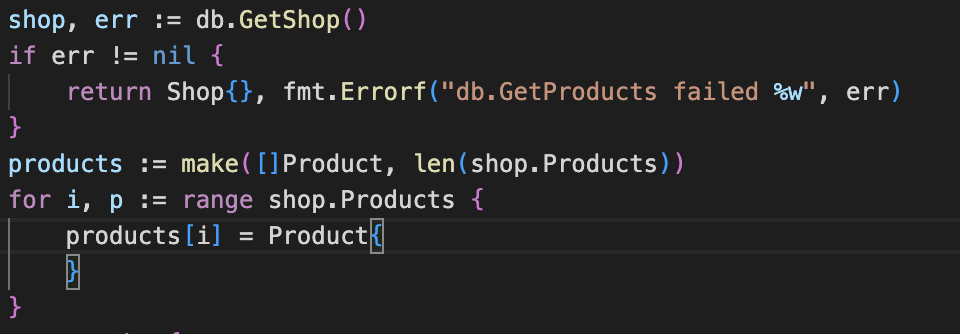 shop, err := db.GetShop()
if err != nil {
    return Shop{}, fmt.Errorf("db.GetProducts failed %w", err)
}
products := make([]Product, len(shop.Products))
for i, p := range shop.Products {
    products[i] = Product{
    }
}